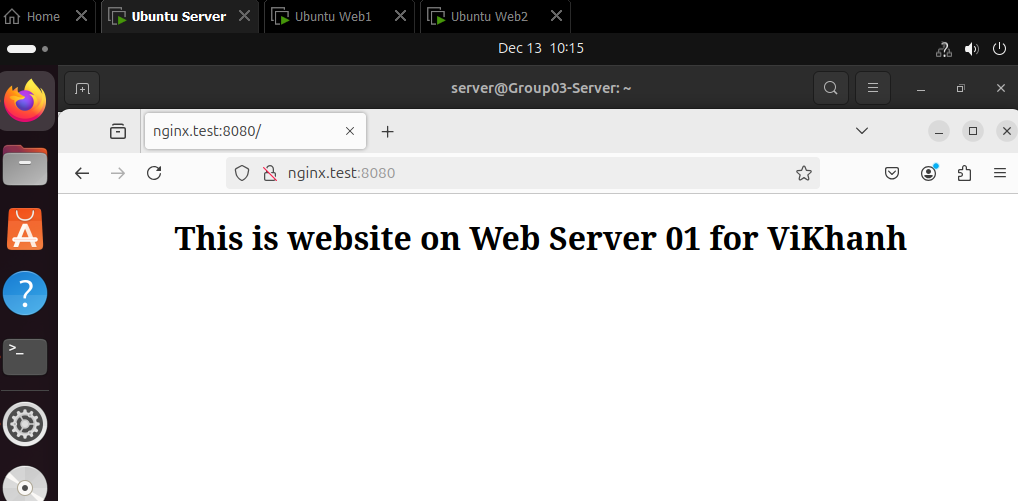 Home
Ubuntu Server
Ubuntu Web1
Ubuntu Web2
Dec 13 10:15
server@Group03-Server: ~
nginx.test:8080/
nginx.test:8080
This is website on Web Server 01 for ViKhanh